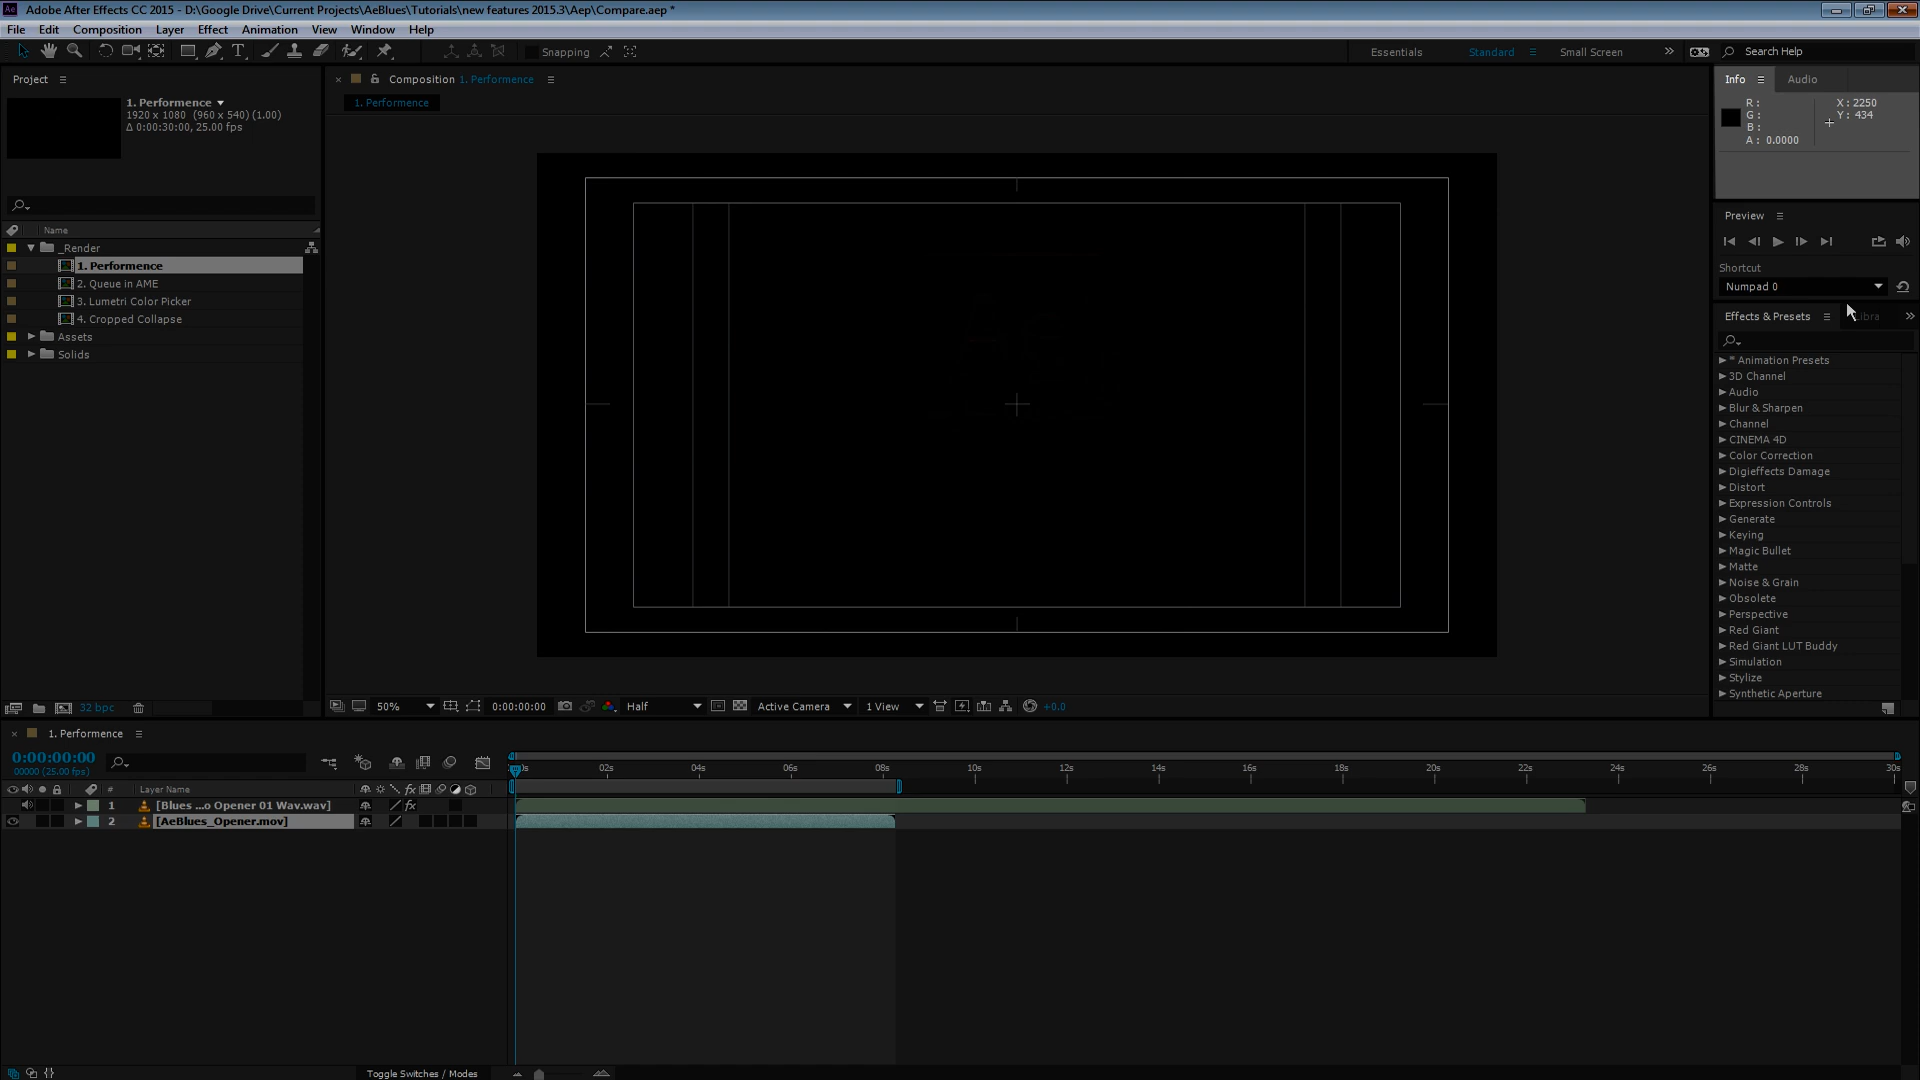 Adobe After Effects CC 2015 - D:\Google Drive\Current Projects\AeBlues\Tutorials\new features 2015.3\Aep\Compare.aep *
File Edit Composition Layer Effect Animation View Window Help
Snapping Essentials Standard Small Screen Search Help
Project
Composition 1. Performence
Info Audio
1. Performence
1920 x 1080 (960 x 540) (1.00)
Δ 0:00:30:00, 25.00 fps
1. Performence
R :
G :
B :
A : 0.0000
X : 2250
Y : 434
Name
_Render
1. Performence
2. Queue in AME
3. Lumetri Color Picker
4. Cropped Collapse
Assets
Solids
Preview
Shortcut
Numpad 0
Effects & Presets
* Animation Presets
3D Channel
Audio
Blur & Sharpen
Channel
CINEMA 4D
Color Correction
Digieffects Damage
Distort
Expression Controls
Generate
Keying
Magic Bullet
Matte
Noise & Grain
Obsolete
Perspective
Red Giant
Red Giant LUT Buddy
Simulation
Stylize
Synthetic Aperture
32 bpc
50% 0:00:00:00 Half Active Camera 1 View +0.0
1. Performence
0:00:00:00
00000 (25.00 fps)
02s 04s 06s 08s 10s 12s 14s 16s 18s 20s 22s 24s 26s 28s 30s
# Layer Name
1 [Blues ...o Opener 01 Wav.wav]
2 [AeBlues_Opener.mov]
Toggle Switches / Modes